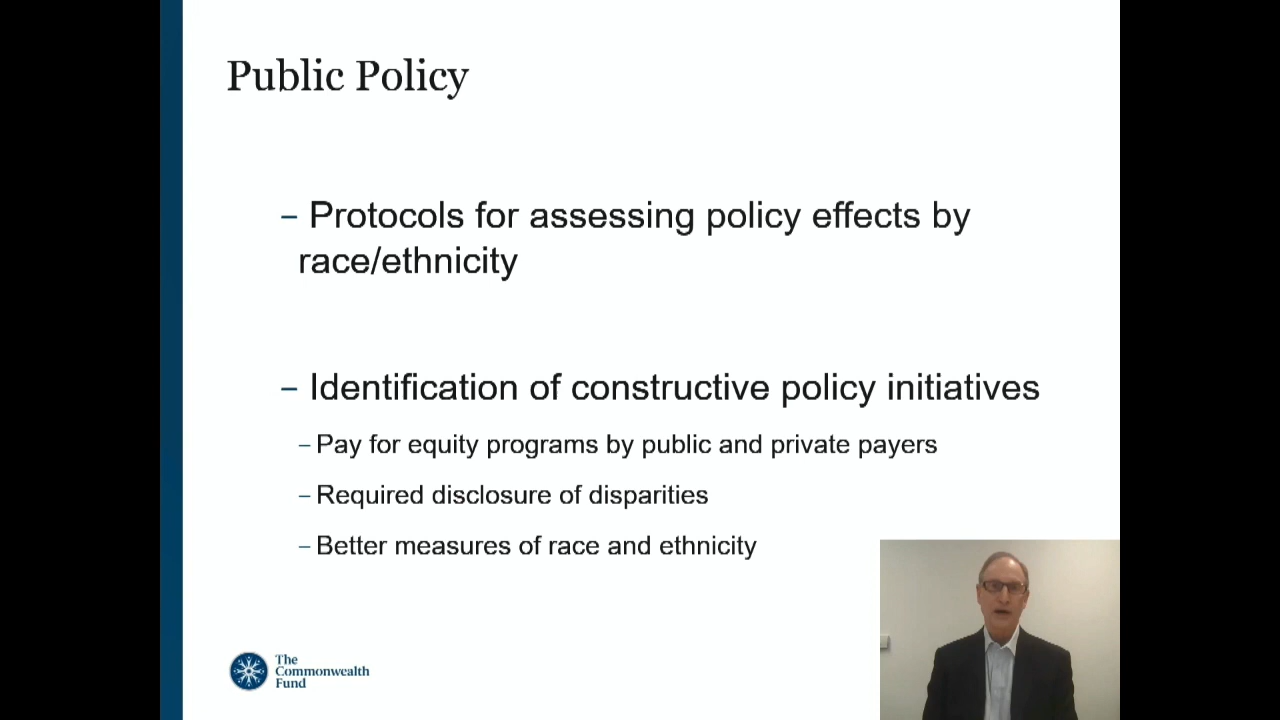 Public Policy
– Protocols for assessing policy effects by
race/ethnicity
– Identification of constructive policy initiatives
– Pay for equity programs by public and private payers
– Required disclosure of disparities
– Better measures of race and ethnicity
The
Commonwealth
Fund